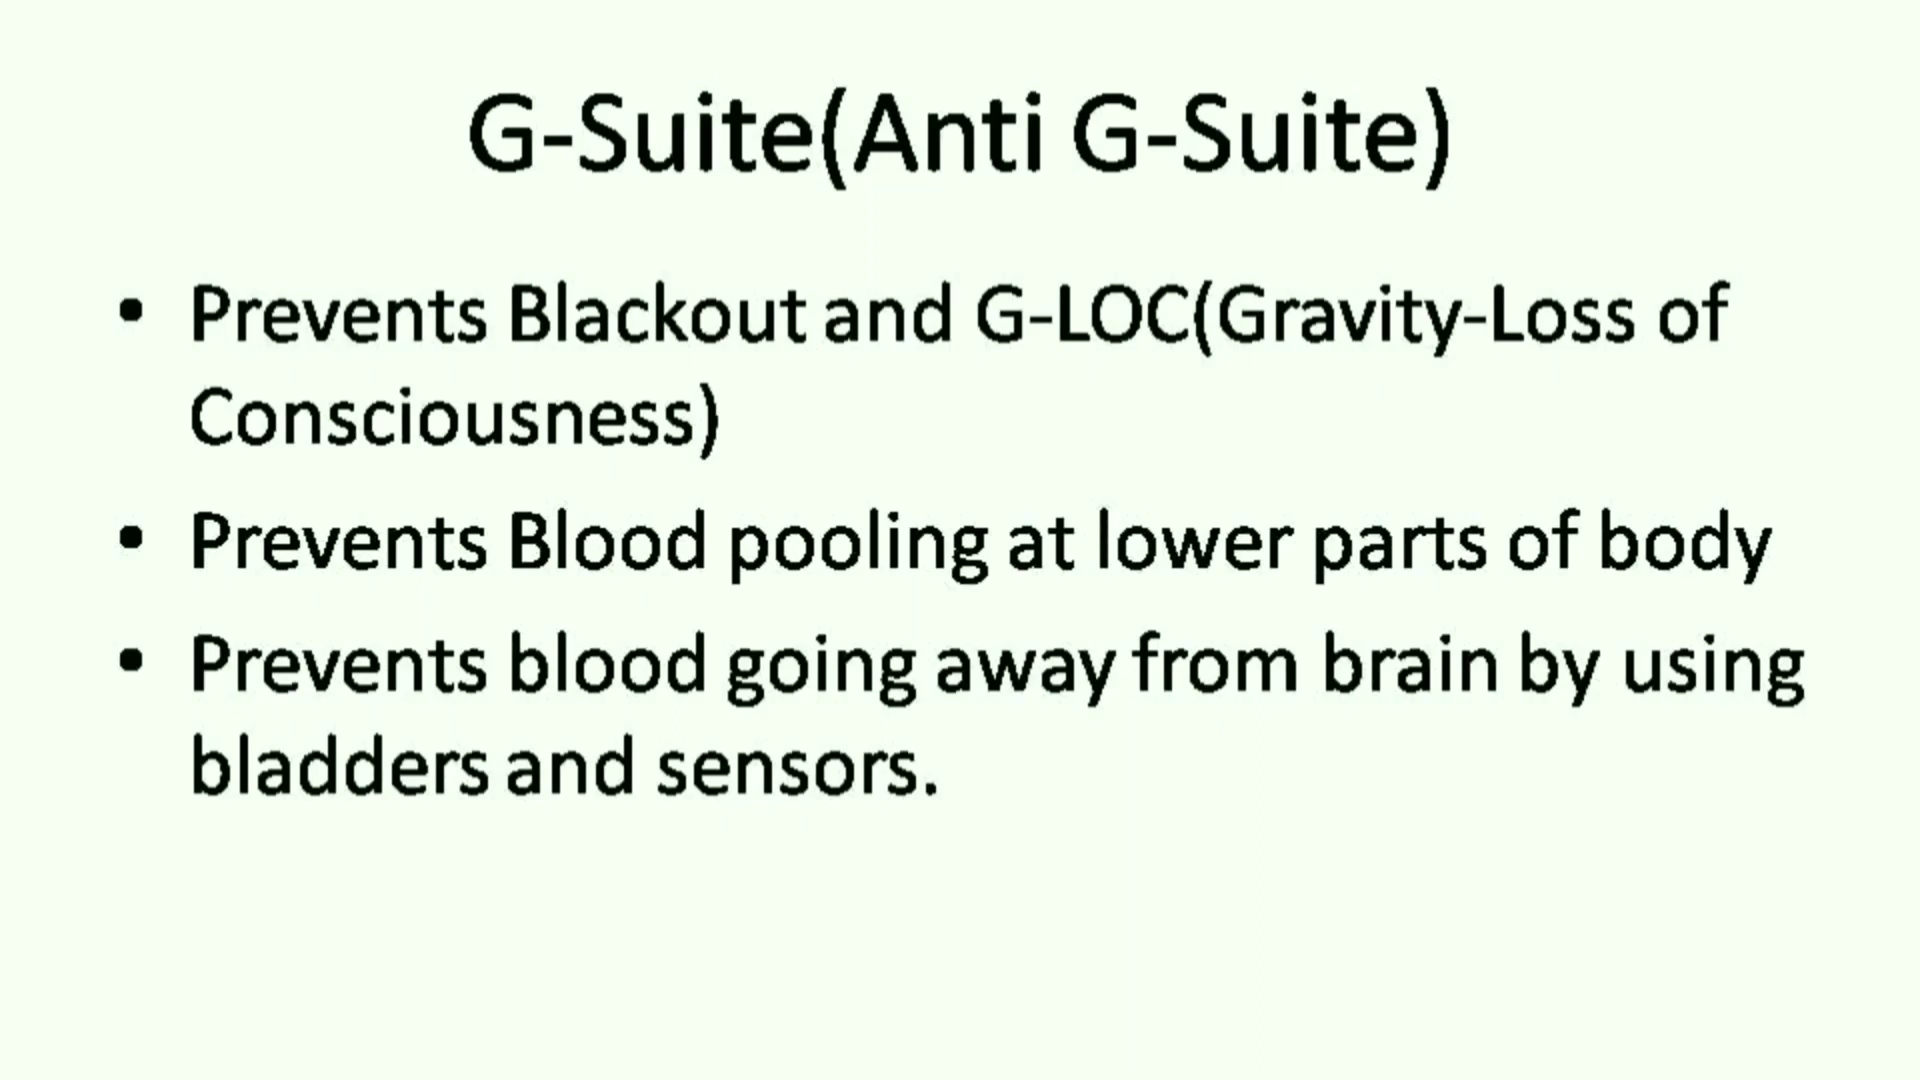 G-Suite(Anti G-Suite)
• Prevents Blackout and G-LOC(Gravity-Loss of
Consciousness)
• Prevents Blood pooling at lower parts of body
• Prevents blood going away from brain by using
bladders and sensors.